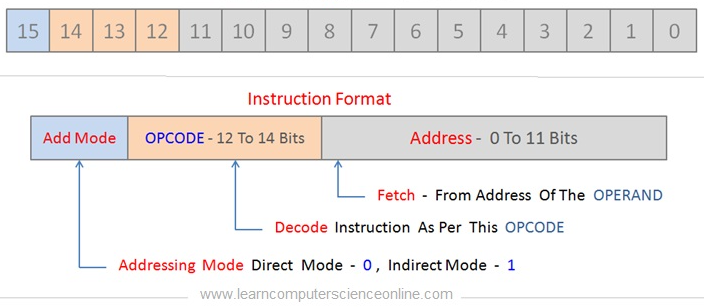 15 14 13 12 11 10 9 8 7 6 5 4 3 2 1 0
Instruction Format
Add Mode OPCODE - 12 To 14 Bits Address - 0 To 11 Bits
Fetch - From Address Of The OPERAND
Decode Instruction As Per This OPCODE
Addressing Mode Direct Mode - 0 , Indirect Mode - 1
www.learncomputerscienceonline.com